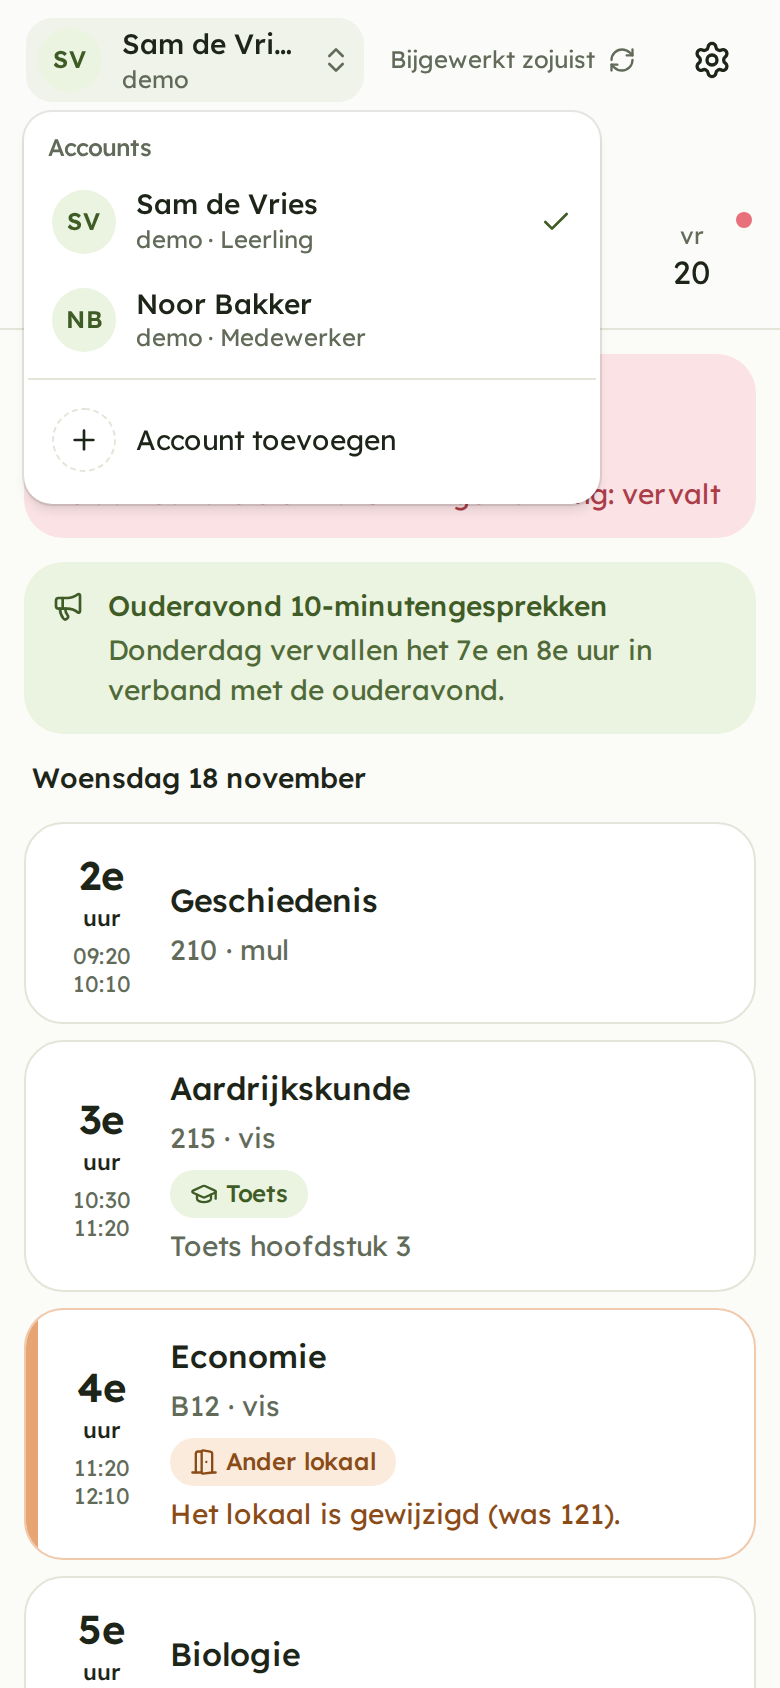 SV
Sam de Vri...
demo
Bijgewerkt zojuist
Accounts
SV
Sam de Vries
demo · Leerling
NB
Noor Bakker
demo · Medewerker
Account toevoegen
vr
20
vervalt
Ouderavond 10-minutengesprekken
Donderdag vervallen het 7e en 8e uur in
verband met de ouderavond.
Woensdag 18 november
2e
uur
09:20
10:10
Geschiedenis
210 · mul
3e
uur
10:30
11:20
Aardrijkskunde
215 · vis
Toets
Toets hoofdstuk 3
4e
uur
11:20
12:10
Economie
B12 · vis
Ander lokaal
Het lokaal is gewijzigd (was 121).
5e
uur
Biologie